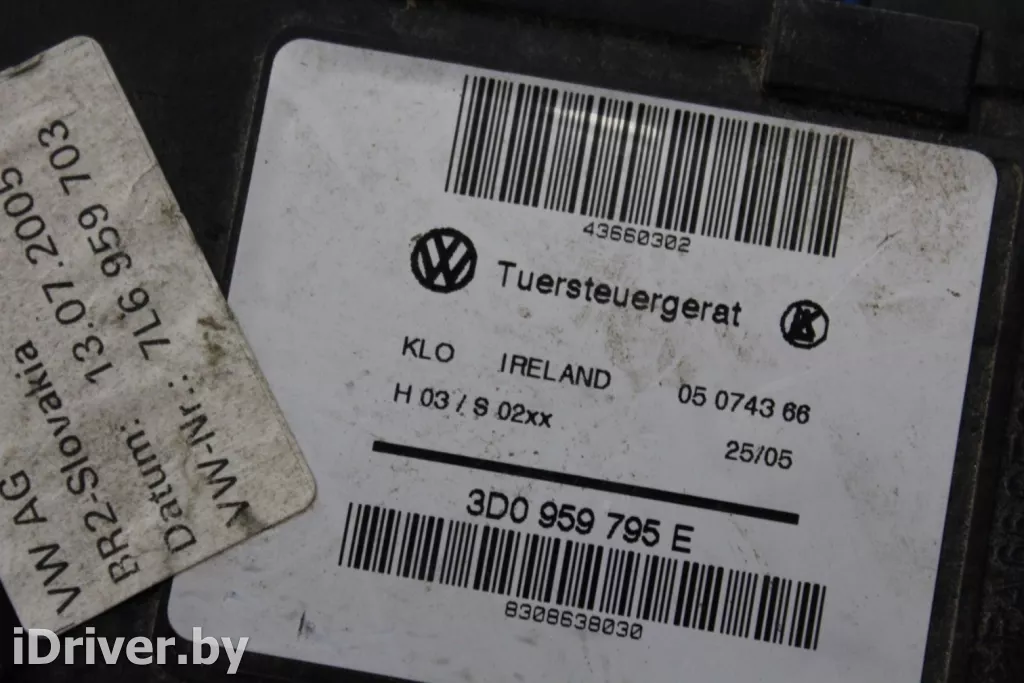 VW AG
BR2-Slovakia
Datum: 13.07.2005
VW-Nr.: 7L6 959 703
43660302
VW Tuersteuergerat K
KLO IRELAND 05 0743 66
H 03 / S 02xx 25/05
3D0 959 795 E
8308638030
iDriver.by